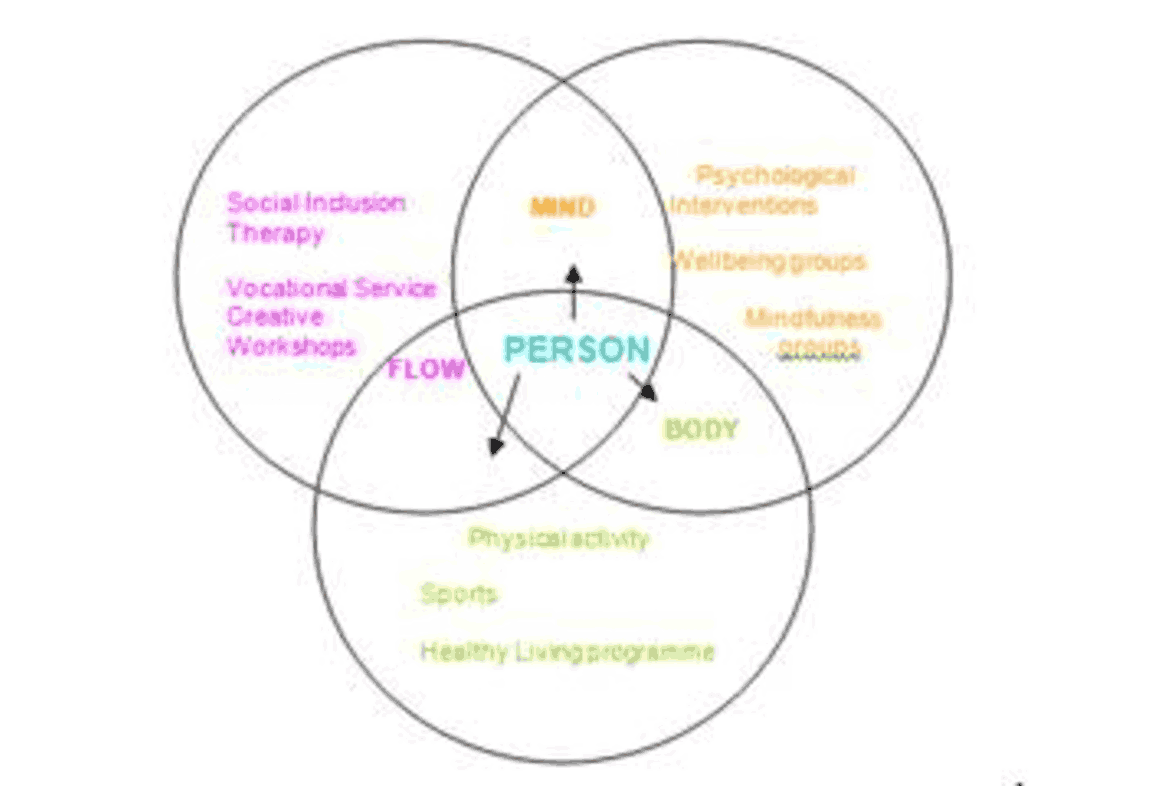 Social Inclusion
Therapy
Vocational Service
Creative
Workshops
FLOW
MIND
Psychological
Interventions
Wellbeing groups
Mindfulness
groups
PERSON
BODY
Physical activity
Sports
Healthy Living programme